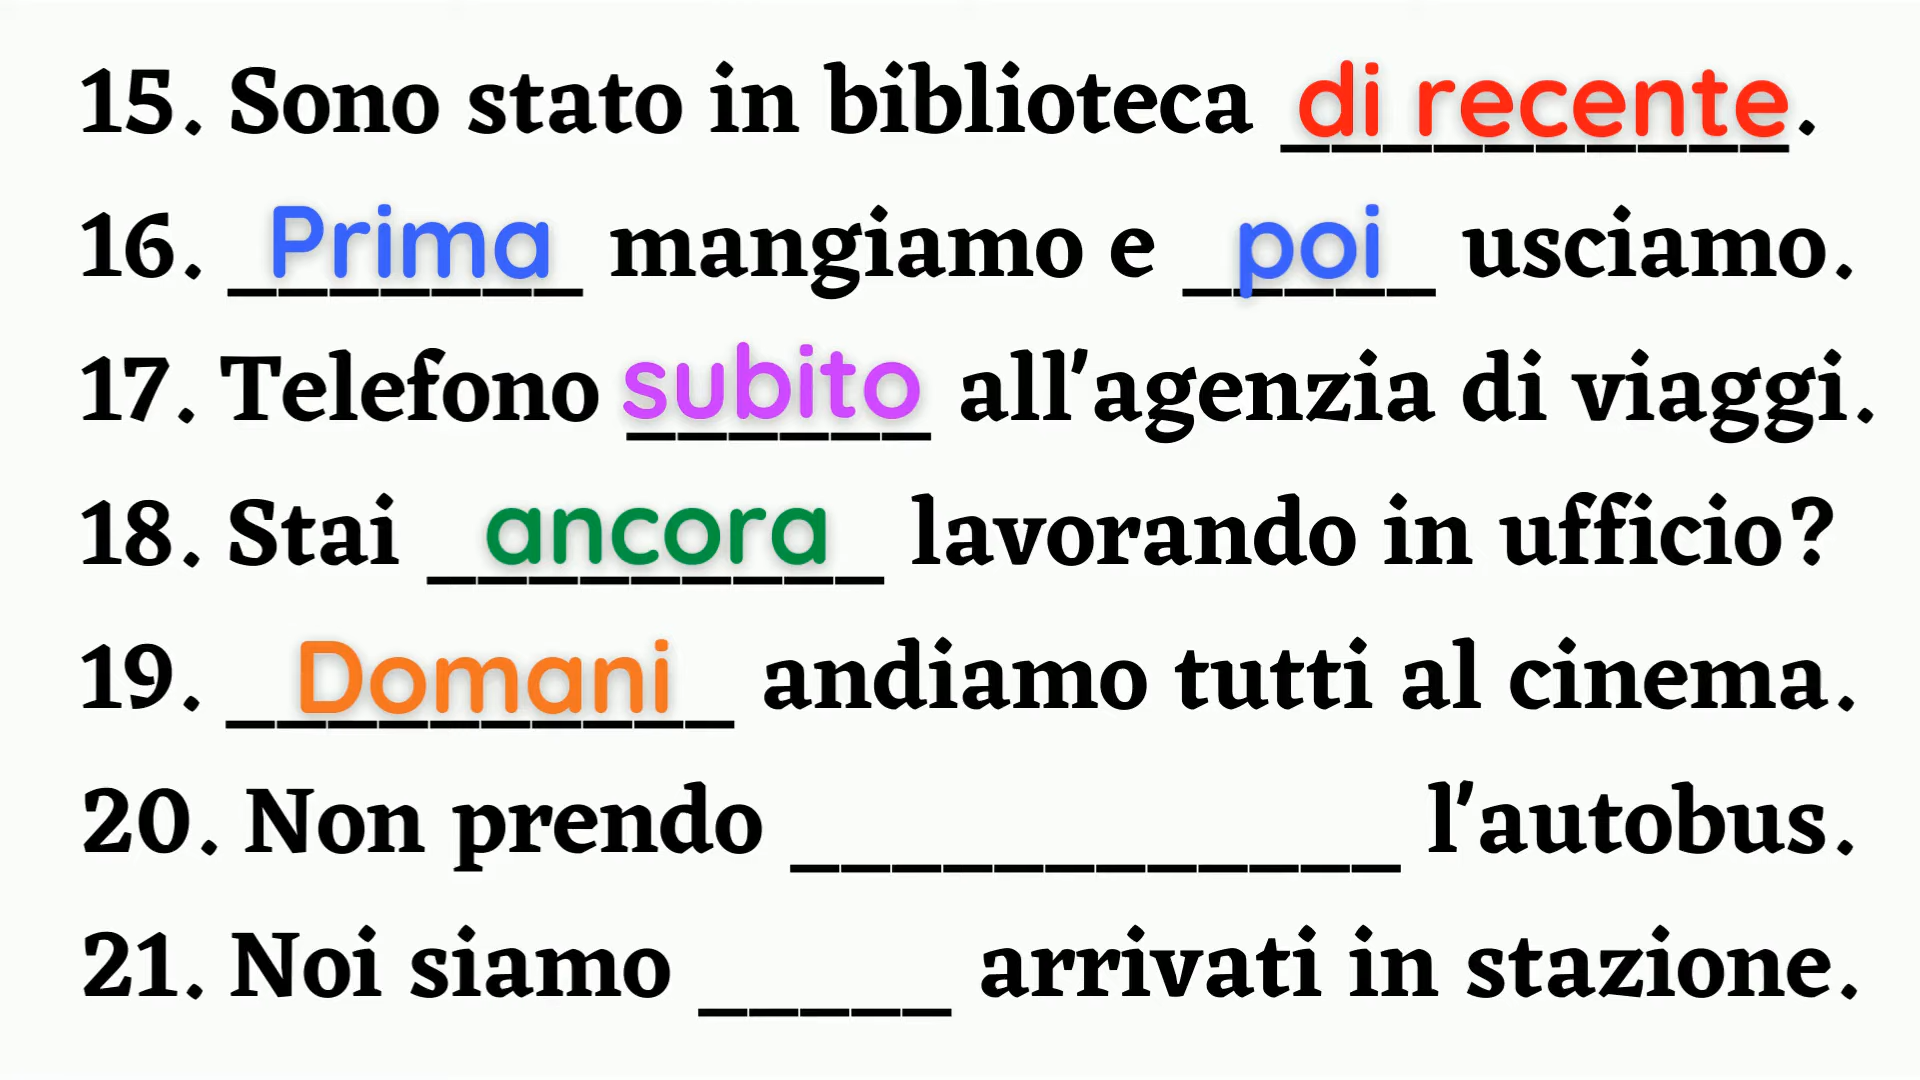 15. Sono stato in biblioteca di recente.
16. Prima mangiamo e poi usciamo.
17. Telefono subito all'agenzia di viaggi.
18. Stai ancora lavorando in ufficio?
19. Domani andiamo tutti al cinema.
20. Non prendo ____________ l'autobus.
21. Noi siamo _____ arrivati in stazione.